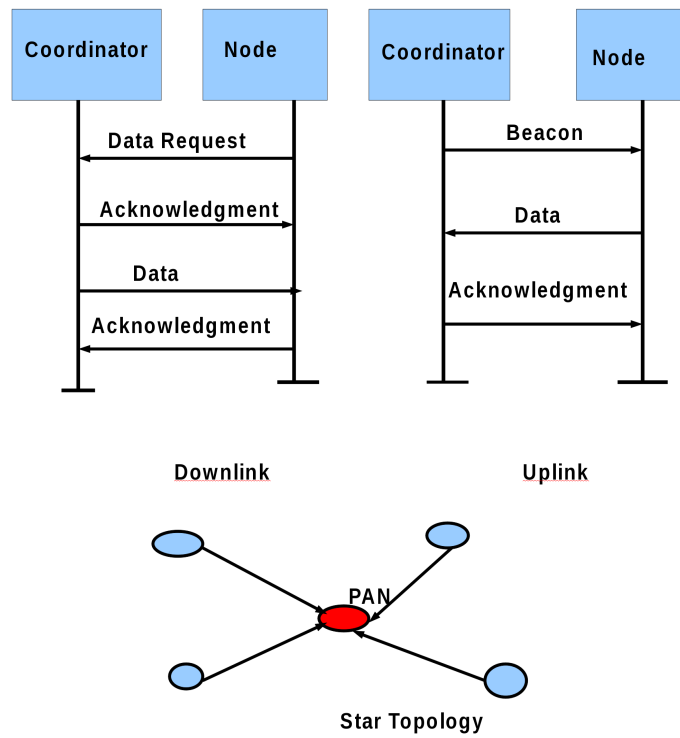 Coordinator
Node
Data Request
Acknowledgment
Data
Acknowledgment
Coordinator
Node
Beacon
Data
Acknowledgment
Downlink
Uplink
PAN
Star Topology